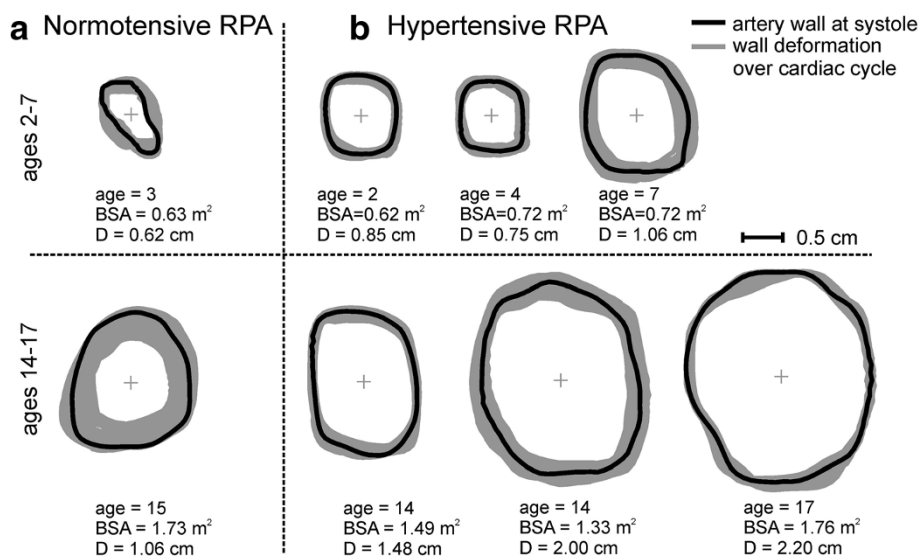 a Normotensive RPA
b Hypertensive RPA
artery wall at systole
wall deformation
over cardiac cycle
ages 2-7
age = 3
BSA = 0.63 m²
D = 0.62 cm
age = 2
BSA=0.62 m²
D = 0.85 cm
age = 4
BSA=0.72 m²
D = 0.75 cm
age = 7
BSA=0.72 m²
D = 1.06 cm
0.5 cm
ages 14-17
age = 15
BSA = 1.73 m²
D = 1.06 cm
age = 14
BSA = 1.49 m²
D = 1.48 cm
age = 14
BSA = 1.33 m²
D = 2.00 cm
age = 17
BSA = 1.76 m²
D = 2.20 cm